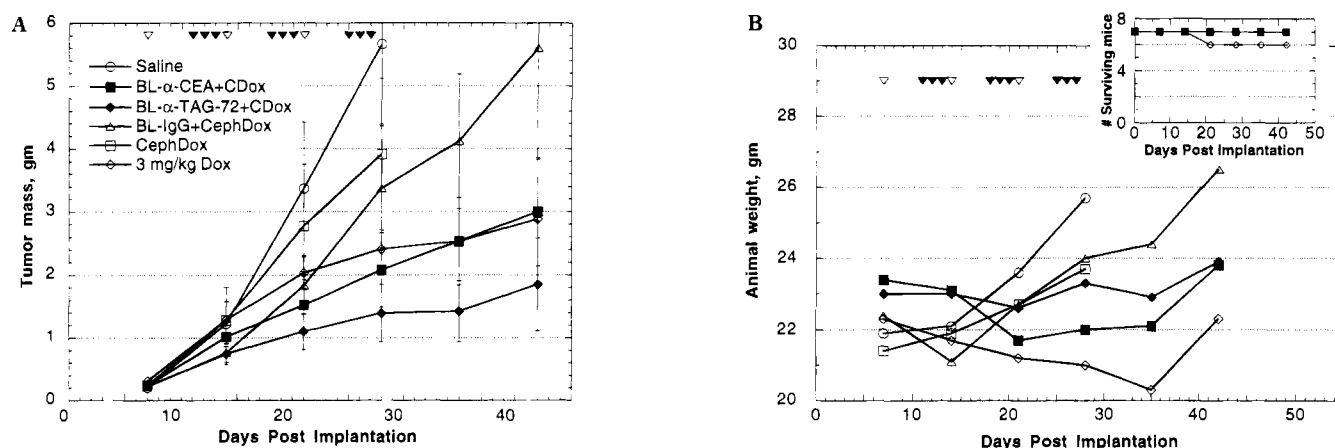 A
Tumor mass, gm
6
5
4
3
2
1
0
Saline
BL-α-CEA+CDox
BL-α-TAG-72+CDox
BL-IgG+CephDox
CephDox
3 mg/kg Dox
0 10 20 30 40
Days Post Implantation
B
Animal weight, gm
30
29
28
26
24
22
20
0 10 20 30 40 50
Days Post Implantation
# Surviving mice
8
4
0
0 10 20 30 40 50
Days Post Implantation